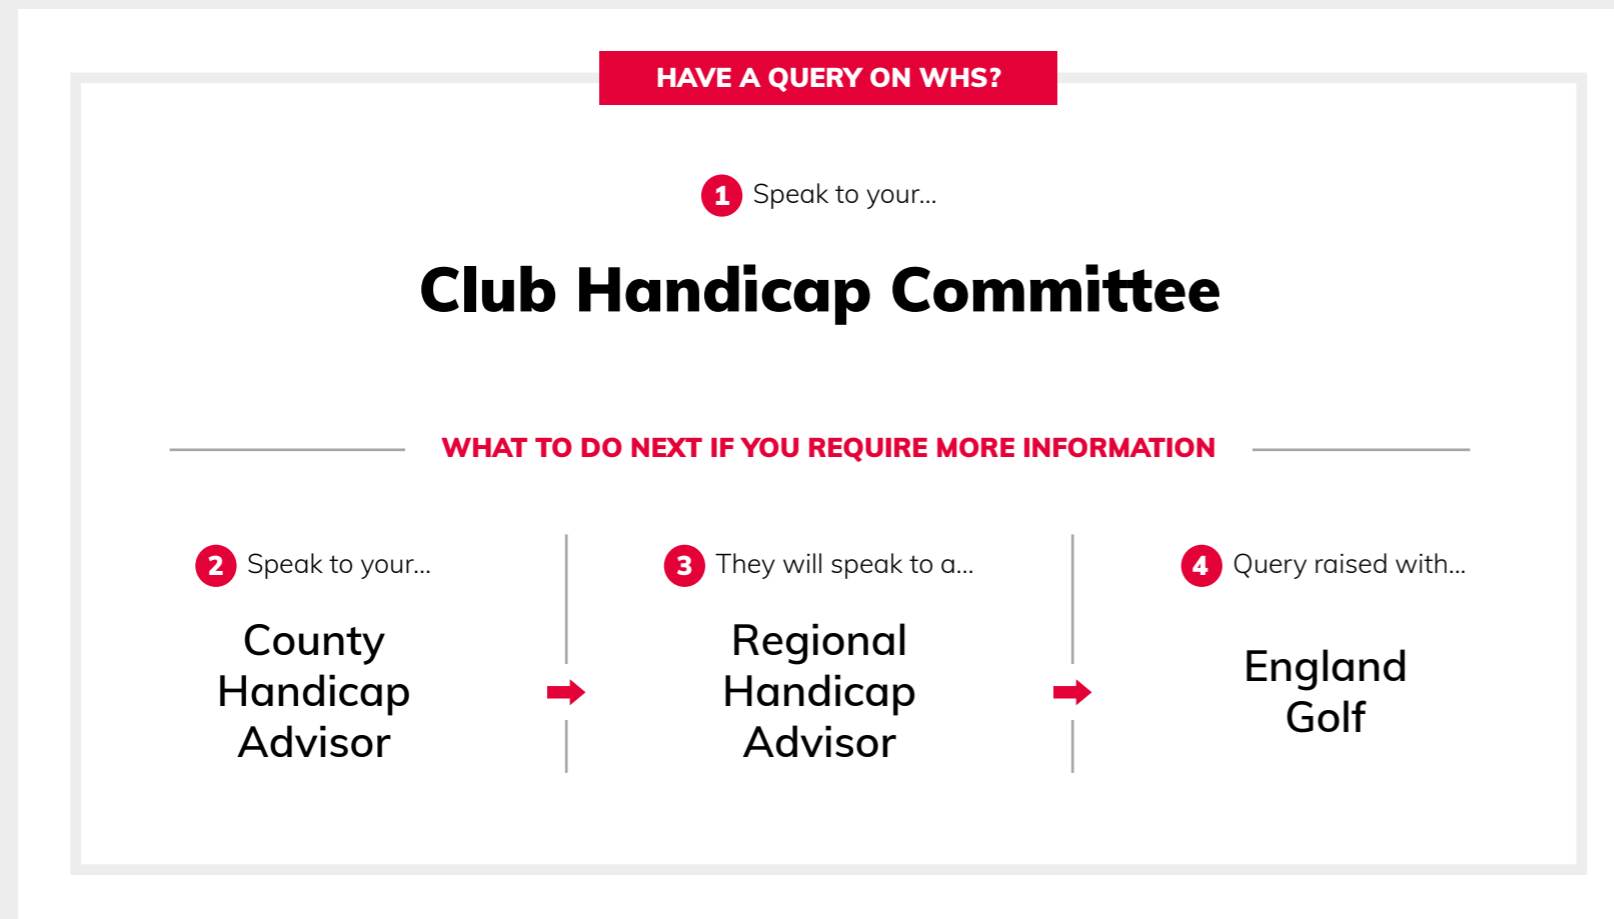 HAVE A QUERY ON WHS?
1 Speak to your...
Club Handicap Committee
WHAT TO DO NEXT IF YOU REQUIRE MORE INFORMATION
2 Speak to your...
County
Handicap
Advisor
3 They will speak to a...
Regional
Handicap
Advisor
4 Query raised with...
England
Golf